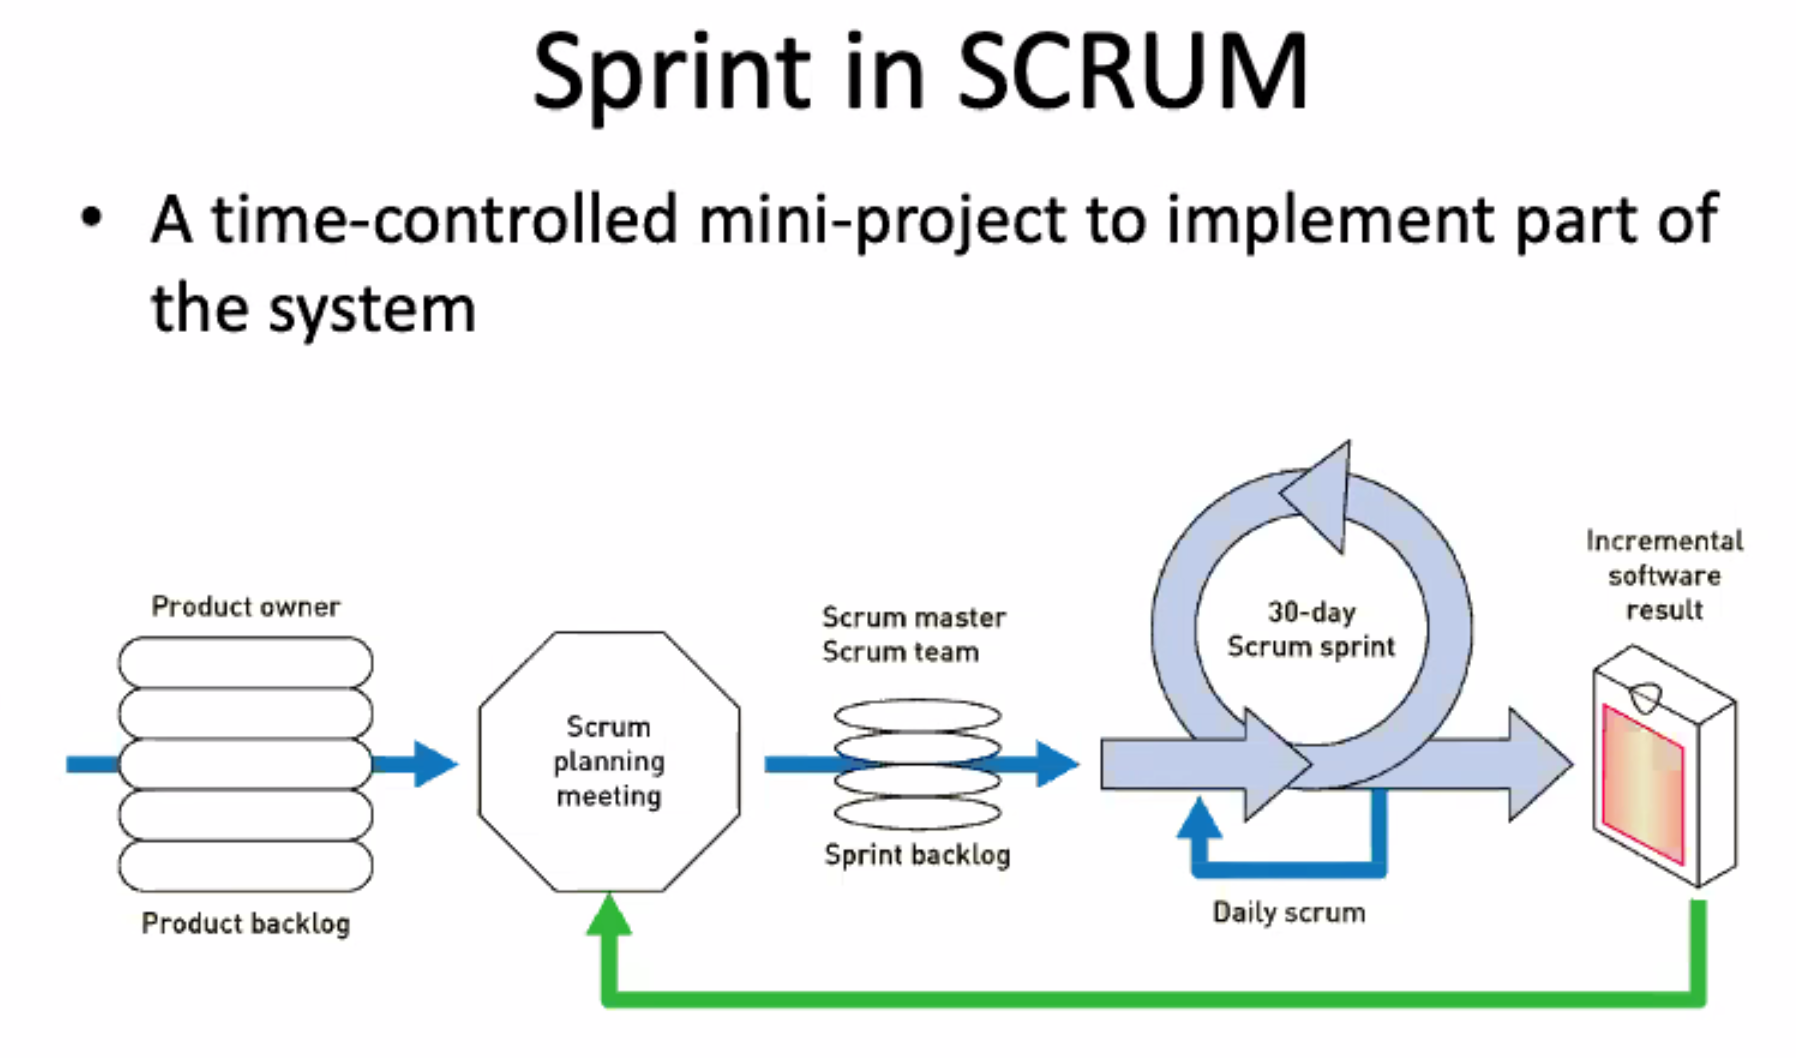 Sprint in SCRUM
• A time-controlled mini-project to implement part of
the system
Product owner
Product backlog
Scrum
planning
meeting
Scrum master
Scrum team
Sprint backlog
30-day
Scrum sprint
Daily scrum
Incremental
software
result